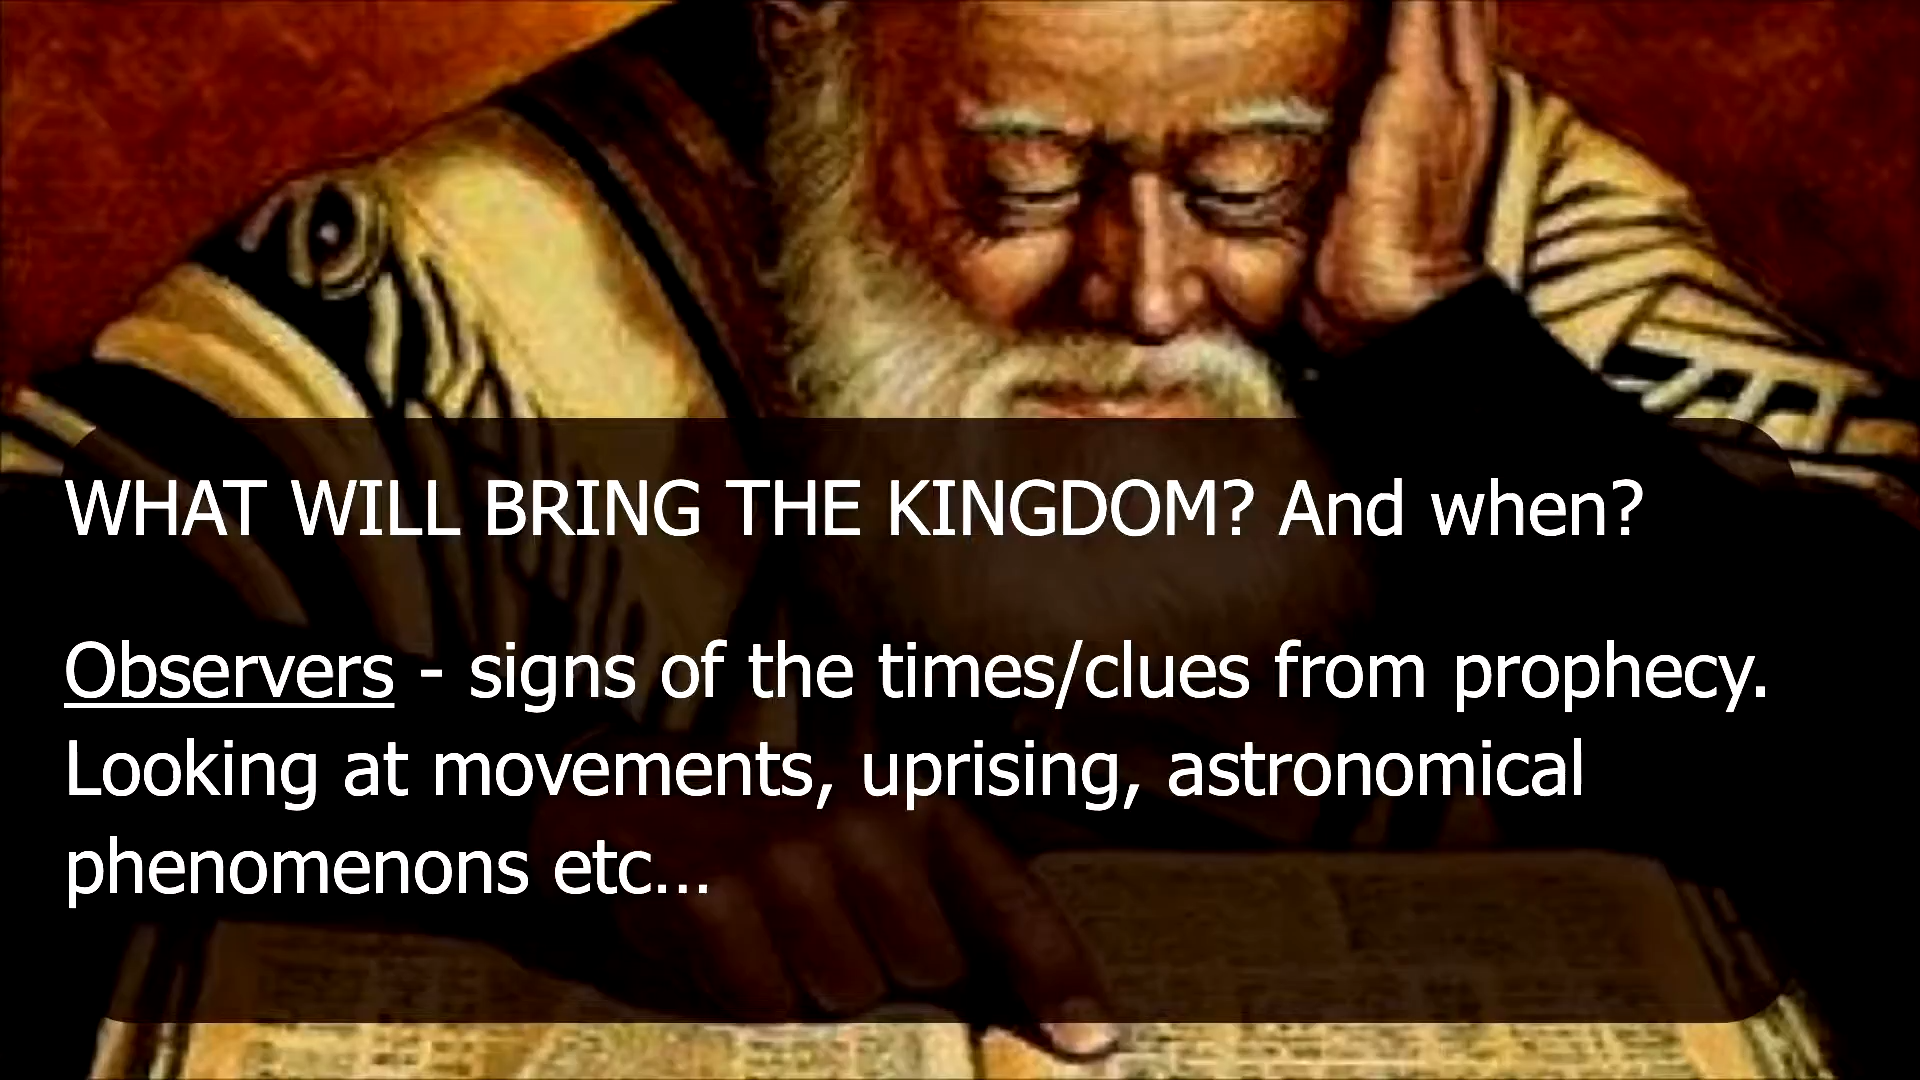 WHAT WILL BRING THE KINGDOM? And when?
Observers - signs of the times/clues from prophecy.
Looking at movements, uprising, astronomical
phenomenons etc...